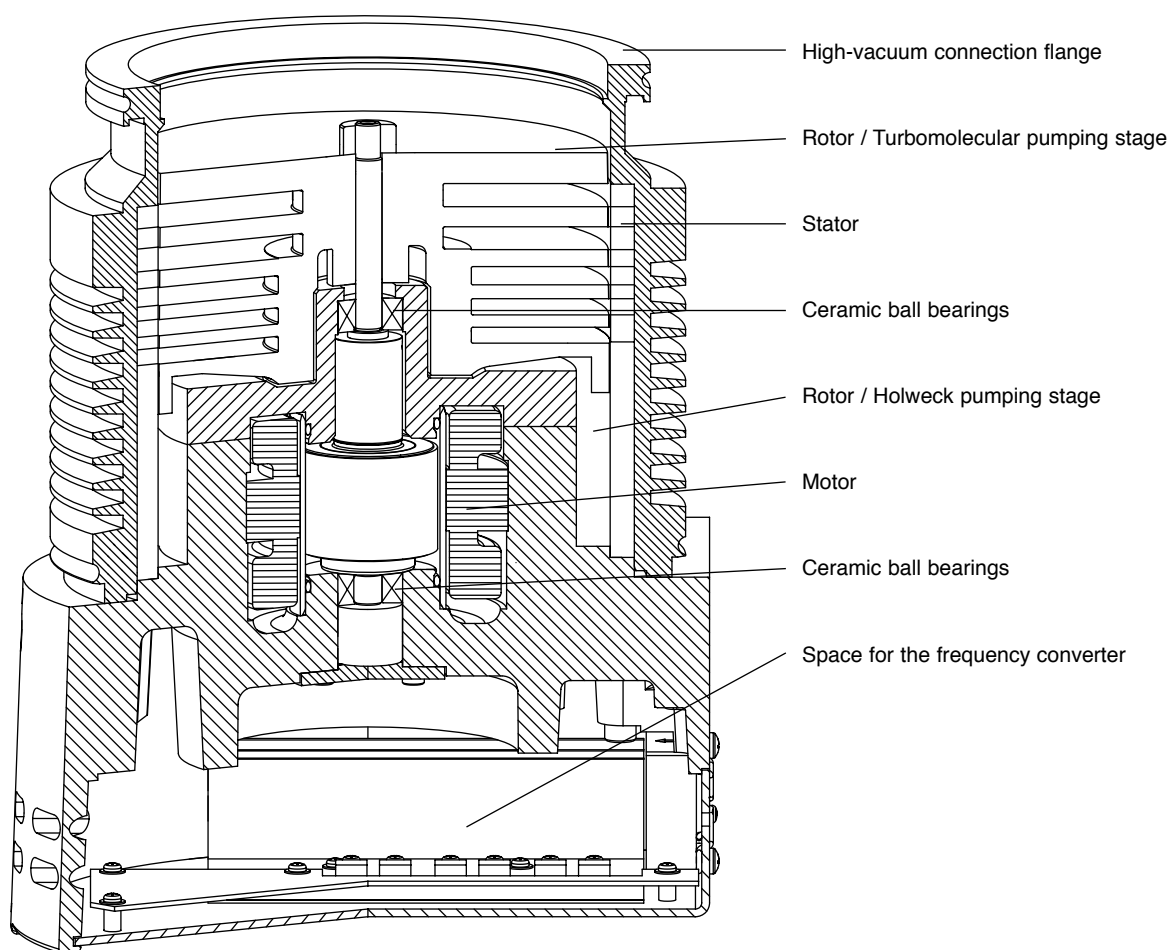 High-vacuum connection flange
Rotor / Turbomolecular pumping stage
Stator
Ceramic ball bearings
Rotor / Holweck pumping stage
Motor
Ceramic ball bearings
Space for the frequency converter